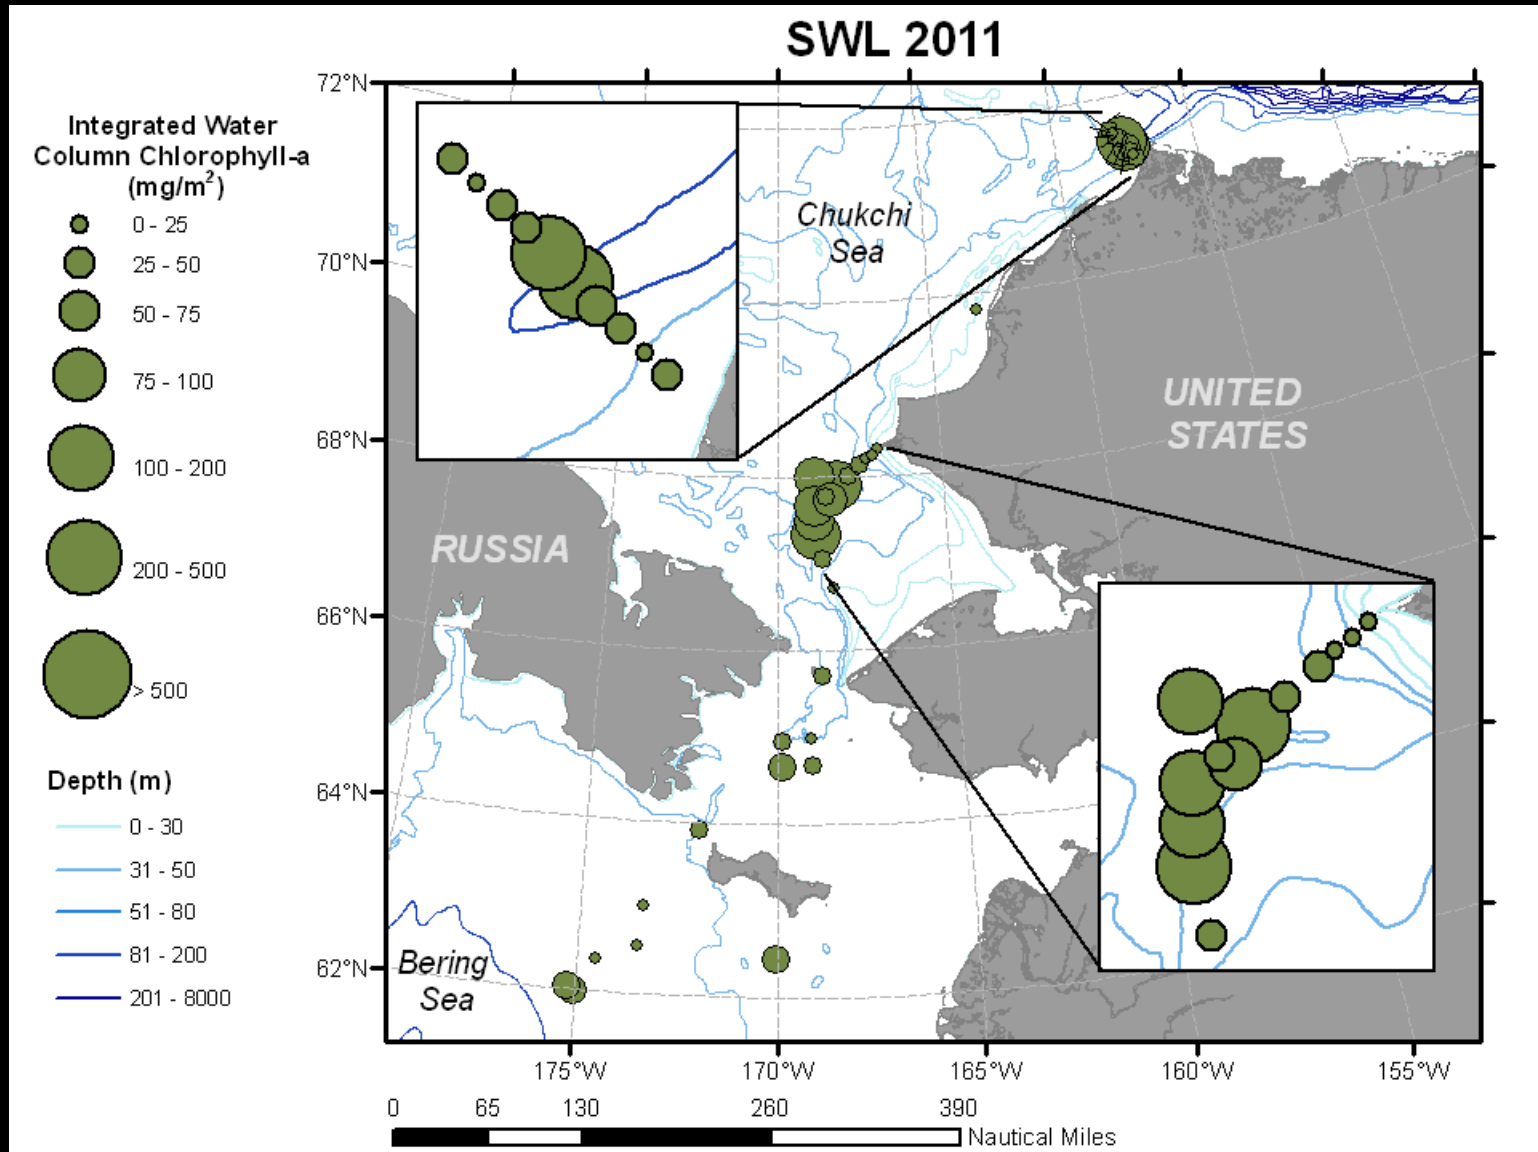 SWL 2011
Integrated Water
Column Chlorophyll-a
(mg/m²)
0 - 25
25 - 50
50 - 75
75 - 100
100 - 200
200 - 500
> 500
Depth (m)
0 - 30
31 - 50
51 - 80
81 - 200
201 - 8000
72°N
70°N
68°N
66°N
64°N
62°N
Chukchi
Sea
UNITED
STATES
RUSSIA
Bering
Sea
175°W
170°W
165°W
160°W
155°W
0 65 130 260 390
Nautical Miles